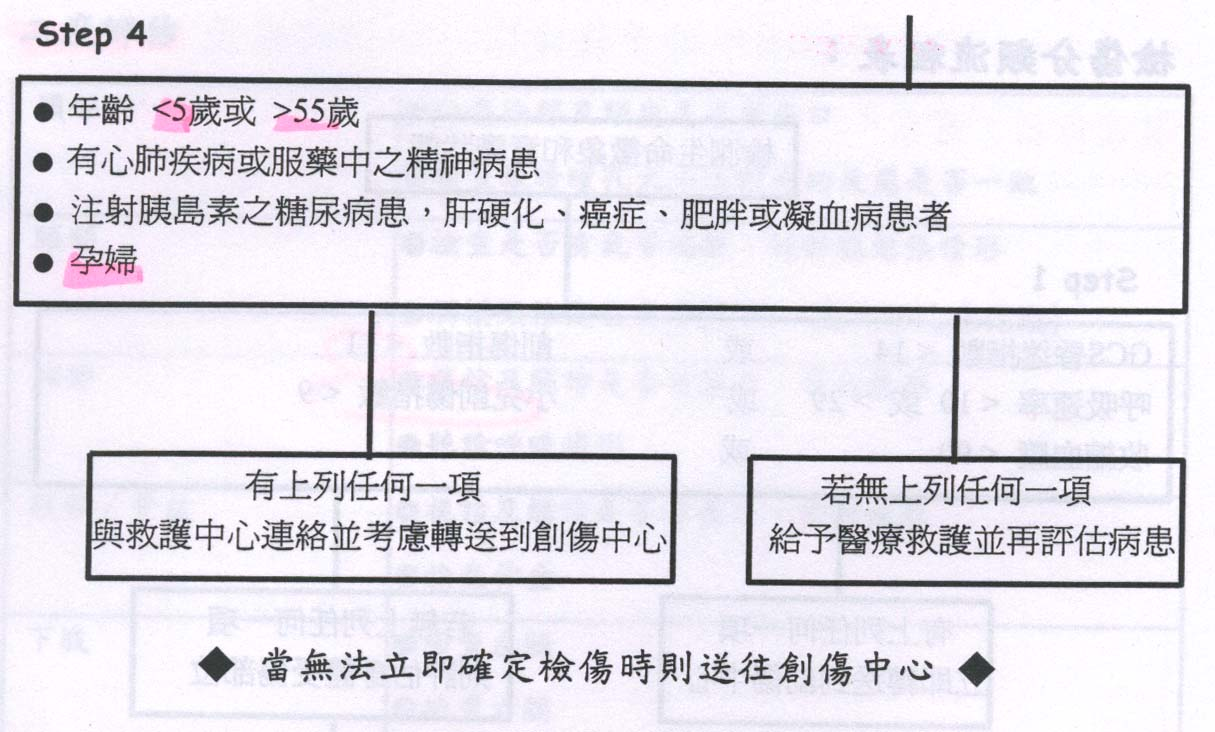 Step 4
● 年齡 <5歲或 >55歲
● 有心肺疾病或服藥中之精神病患
● 注射胰島素之糖尿病患，肝硬化、癌症、肥胖或凝血病患者
● 孕婦
有上列任何一項
與救護中心連絡並考慮轉送到創傷中心
若無上列任何一項
給予醫療救護並再評估病患
◆ 當無法立即確定檢傷時則送往創傷中心 ◆